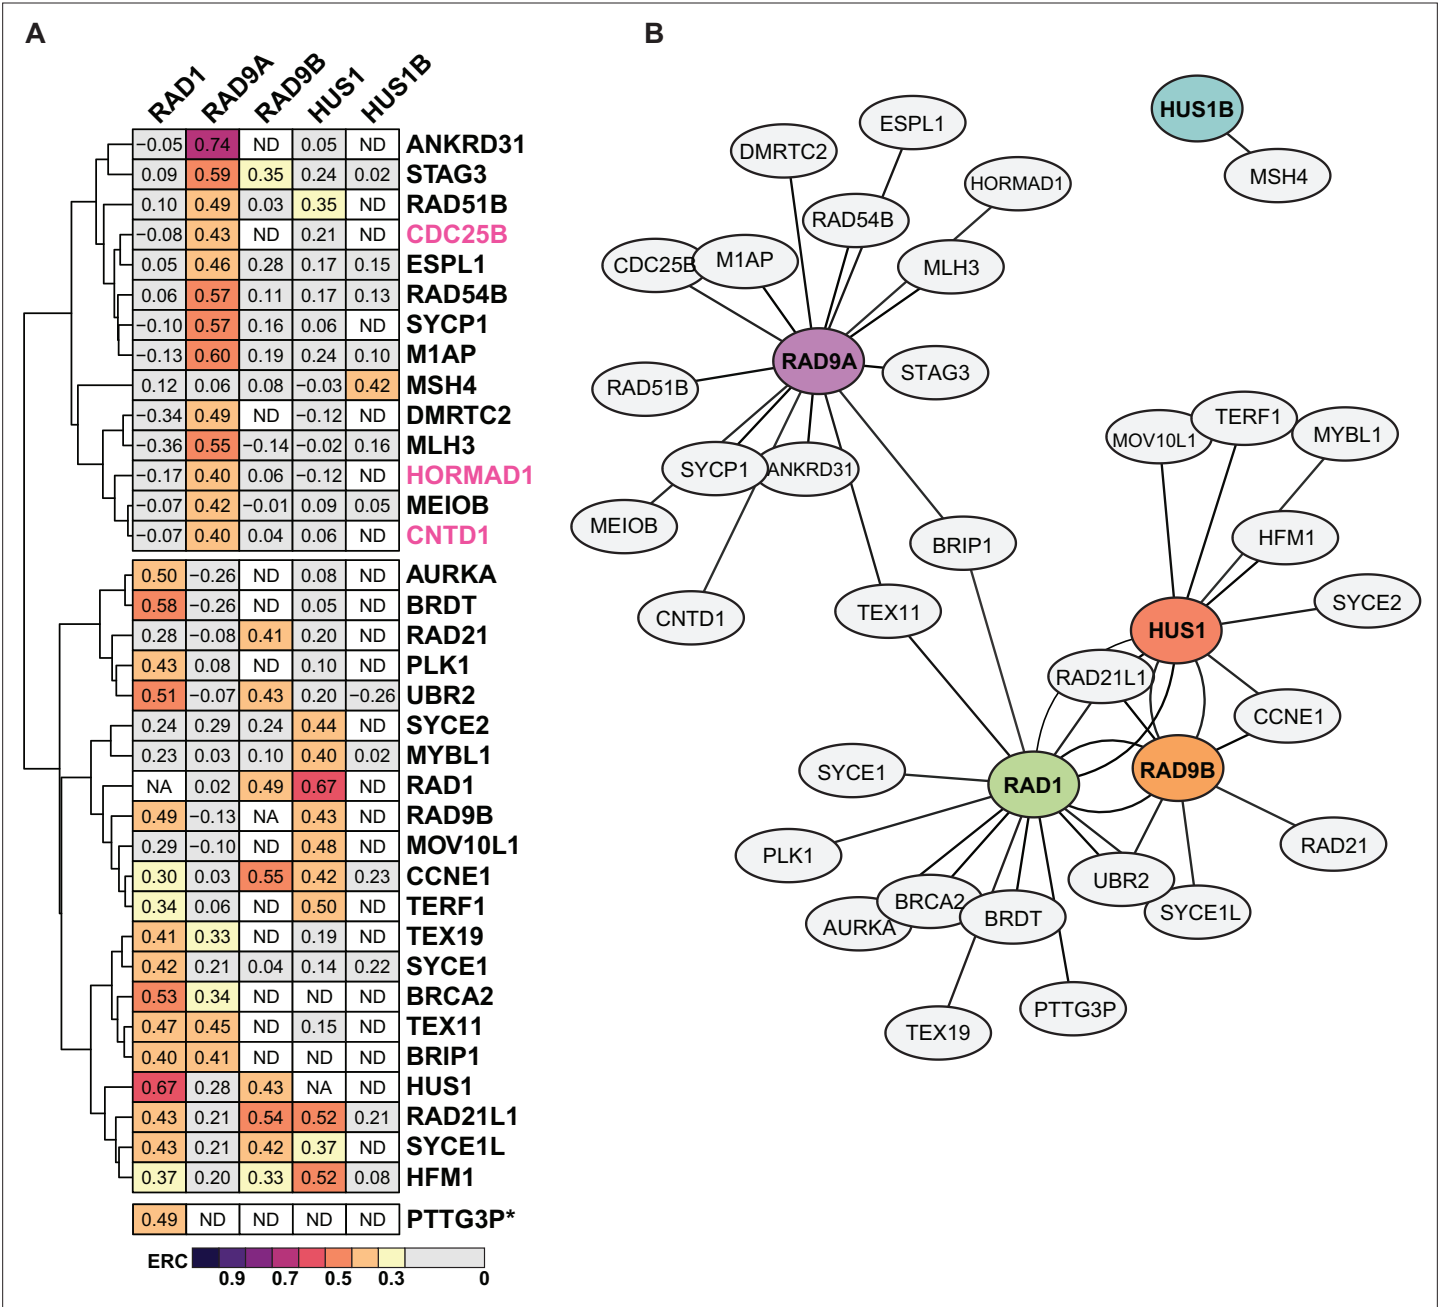 A
RAD1 RAD9A RAD9B HUS1 HUS1B
−0.05 0.74 ND 0.05 ND ANKRD31
0.09 0.59 0.35 0.24 0.02 STAG3
0.10 0.49 0.03 0.35 ND RAD51B
−0.08 0.43 ND 0.21 ND CDC25B
0.05 0.46 0.28 0.17 0.15 ESPL1
0.06 0.57 0.11 0.17 0.13 RAD54B
−0.10 0.57 0.16 0.06 ND SYCP1
−0.13 0.60 0.19 0.24 0.10 M1AP
0.12 0.06 0.08 −0.03 0.42 MSH4
−0.34 0.49 ND −0.12 ND DMRTC2
−0.36 0.55 −0.14 −0.02 0.16 MLH3
−0.17 0.40 0.06 −0.12 ND HORMAD1
−0.07 0.42 −0.01 0.09 0.05 MEIOB
−0.07 0.40 0.04 0.06 ND CNTD1
0.50 −0.26 ND 0.08 ND AURKA
0.58 −0.26 ND 0.05 ND BRDT
0.28 −0.08 0.41 0.20 ND RAD21
0.43 0.08 ND 0.10 ND PLK1
0.51 −0.07 0.43 0.20 −0.26 UBR2
0.24 0.29 0.24 0.44 ND SYCE2
0.23 0.03 0.10 0.40 0.02 MYBL1
NA 0.02 0.49 0.67 ND RAD1
0.49 −0.13 NA 0.43 ND RAD9B
0.29 −0.10 ND 0.48 ND MOV10L1
0.30 0.03 0.55 0.42 0.23 CCNE1
0.34 0.06 ND 0.50 ND TERF1
0.41 0.33 ND 0.19 ND TEX19
0.42 0.21 0.04 0.14 0.22 SYCE1
0.53 0.34 ND ND ND BRCA2
0.47 0.45 ND 0.15 ND TEX11
0.40 0.41 ND ND ND BRIP1
0.67 0.28 0.43 NA ND HUS1
0.43 0.21 0.54 0.52 0.21 RAD21L1
0.43 0.21 0.42 0.37 ND SYCE1L
0.37 0.20 0.33 0.52 0.08 HFM1
0.49 ND ND ND ND PTTG3P*
ERC
0.9 0.7 0.5 0.3 0
B
HUS1B
ESPL1
DMRTC2
MSH4
HORMAD1
RAD54B
CDC25B
M1AP
MLH3
RAD9A
STAG3
RAD51B
TERF1
MYBL1
MOV10L1
SYCP1
ANKRD31
MEIOB
BRIP1
HFM1
SYCE2
CNTD1
TEX11
HUS1
RAD21L1
CCNE1
SYCE1
RAD1
RAD9B
PLK1
RAD21
UBR2
BRCA2
SYCE1L
AURKA
BRDT
PTTG3P
TEX19